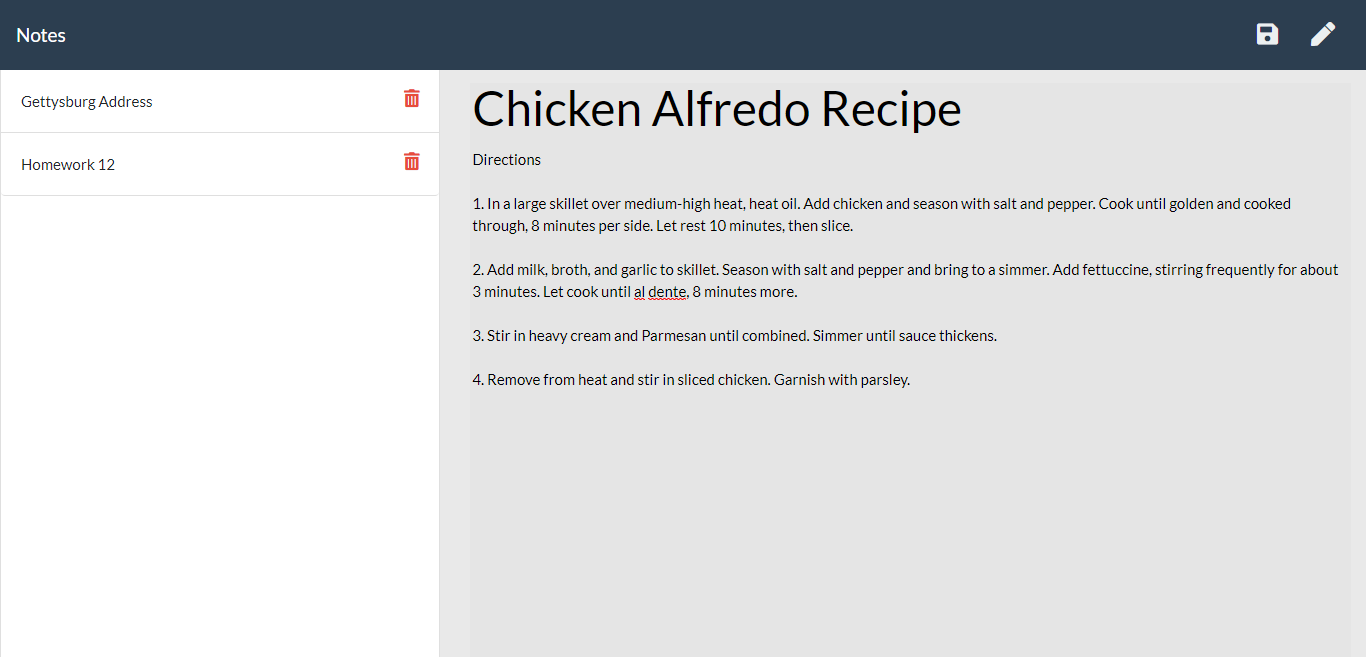 Notes
Gettysburg Address
Homework 12
Chicken Alfredo Recipe
Directions
1. In a large skillet over medium-high heat, heat oil. Add chicken and season with salt and pepper. Cook until golden and cooked
through, 8 minutes per side. Let rest 10 minutes, then slice.
2. Add milk, broth, and garlic to skillet. Season with salt and pepper and bring to a simmer. Add fettuccine, stirring frequently for about
3 minutes. Let cook until al dente, 8 minutes more.
3. Stir in heavy cream and Parmesan until combined. Simmer until sauce thickens.
4. Remove from heat and stir in sliced chicken. Garnish with parsley.